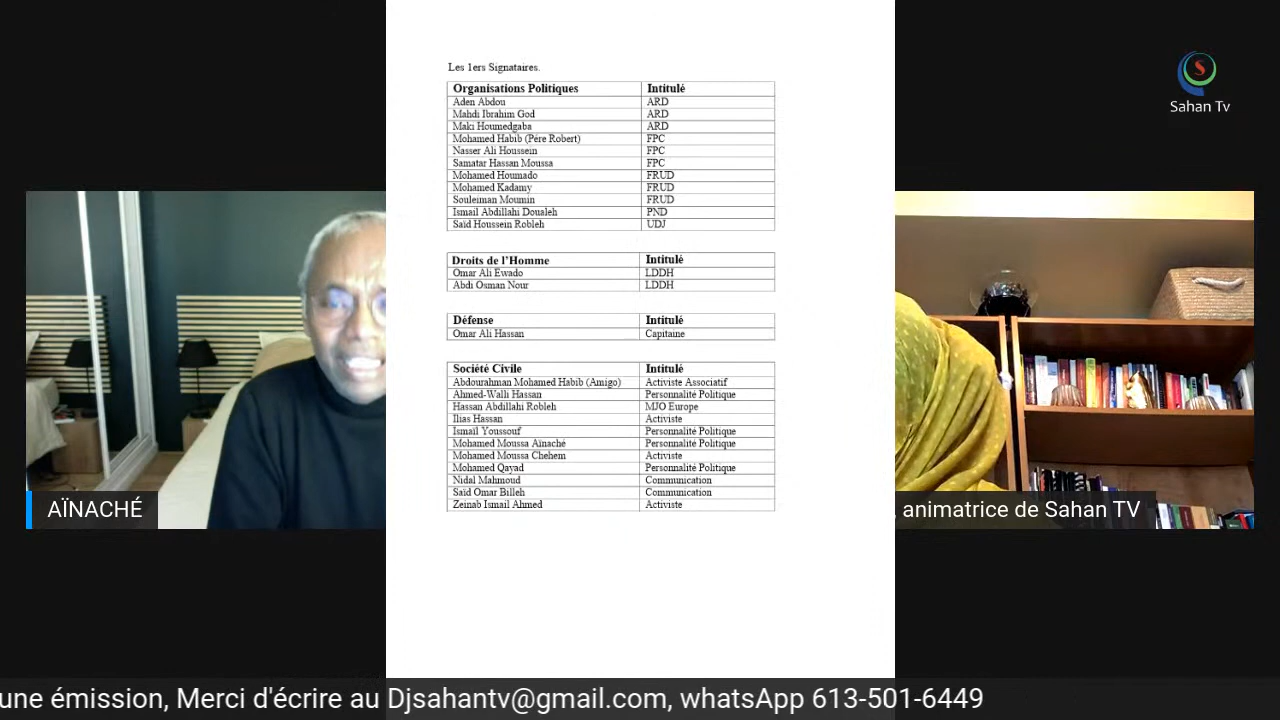 Les 1ers Signataires.
Organisations Politiques Intitulé
Aden Abdou ARD
Mahdi Ibrahim God ARD
Maki Houmedgaba ARD
Mohamed Habib (Pére Robert) FPC
Nasser Ali Houssein FPC
Samatar Hassan Moussa FPC
Mohamed Houmado FRUD
Mohamed Kadamy FRUD
Souleiman Moumin FRUD
Ismail Abdillahi Doualeh PND
Saïd Houssein Robleh UDJ
Droits de l'Homme Intitulé
Omar Ali Ewado LDDH
Abdi Osman Nour LDDH
Défense Intitulé
Omar Ali Hassan Capitaine
Société Civile Intitulé
Abdourahman Mohamed Habib (Amigo) Activiste Associatif
Ahmed-Walli Hassan Personnalité Politique
Hassan Abdillahi Robleh MJO Europe
Ilias Hassan Activiste
Ismaïl Youssouf Personnalité Politique
Mohamed Moussa Aïnaché Personnalité Politique
Mohamed Moussa Chehem Activiste
Mohamed Qayad Personnalité Politique
Nidal Mahmoud Communication
Saïd Omar Billeh Communication
Zeinab Ismail Ahmed Activiste
S
Sahan Tv
AÏNACHÉ
, animatrice de Sahan TV
une émission, Merci d'écrire au Djsahantv@gmail.com, whatsApp 613-501-6449